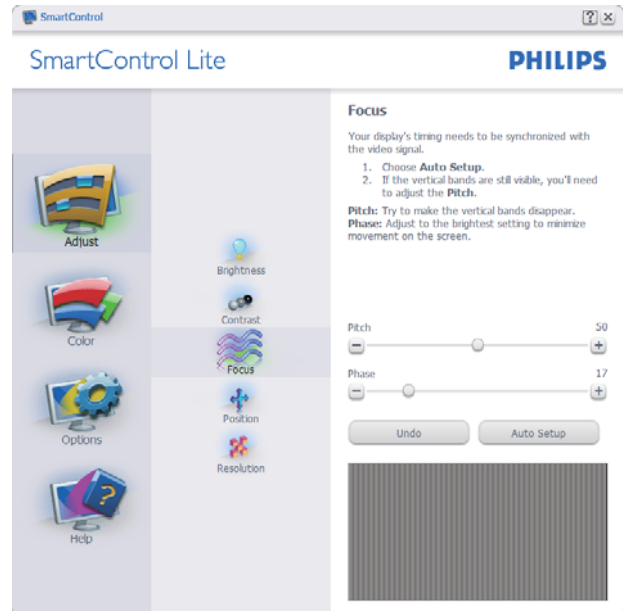 SmartControl
SmartControl Lite
PHILIPS
Adjust
Color
Options
Help
Brightness
Contrast
Focus
Position
Resolution
Focus
Your display's timing needs to be synchronized with
the video signal.
1. Choose Auto Setup.
2. If the vertical bands are still visible, you'll need
to adjust the Pitch.
Pitch: Try to make the vertical bands disappear.
Phase: Adjust to the brightest setting to minimize
movement on the screen.
Pitch 50
Phase 17
Undo Auto Setup